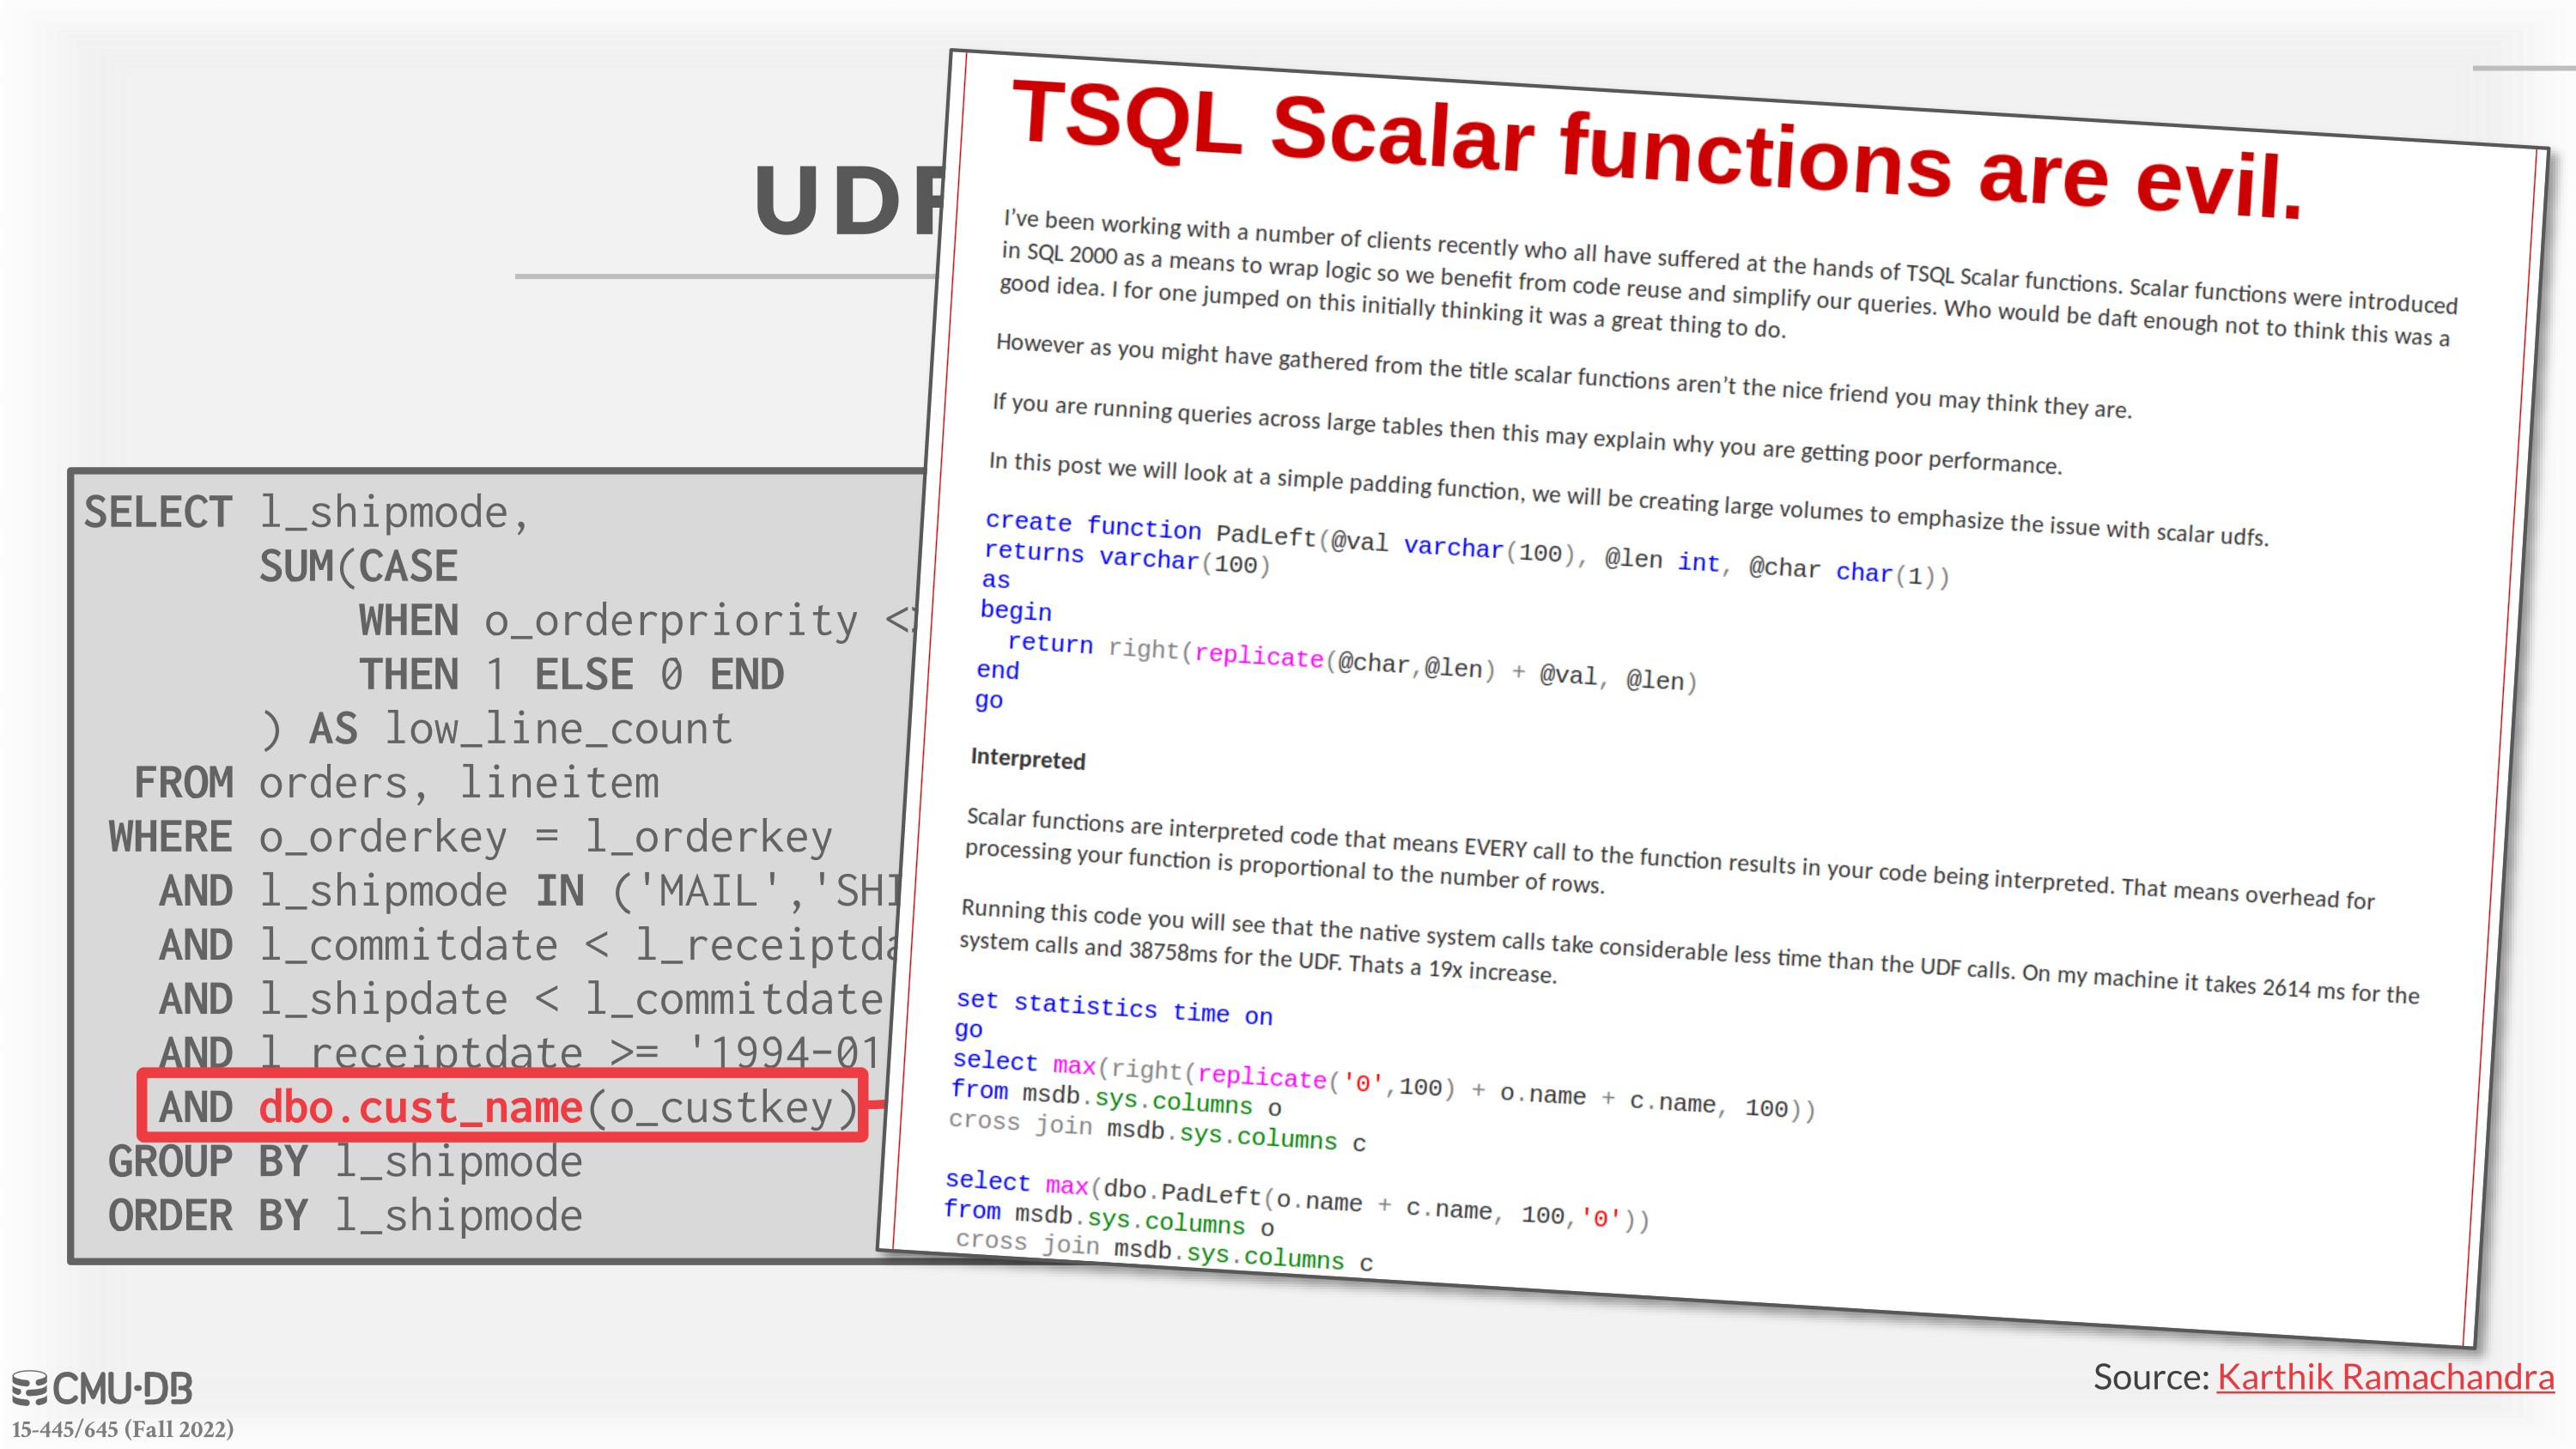 UDF
SELECT l_shipmode,
SUM(CASE
WHEN o_orderpriority <
THEN 1 ELSE 0 END
) AS low_line_count
FROM orders, lineitem
WHERE o_orderkey = l_orderkey
AND l_shipmode IN ('MAIL','SHI
AND l_commitdate < l_receiptda
AND l_shipdate < l_commitdate
AND l_receiptdate >= '1994-01
AND dbo.cust_name(o_custkey)
GROUP BY l_shipmode
ORDER BY l_shipmode
TSQL Scalar functions are evil.
I've been working with a number of clients recently who all have suffered at the hands of TSQL Scalar functions. Scalar functions were introduced
in SQL 2000 as a means to wrap logic so we benefit from code reuse and simplify our queries. Who would be daft enough not to think this was a
good idea. I for one jumped on this initially thinking it was a great thing to do.
However as you might have gathered from the title scalar functions aren't the nice friend you may think they are.
If you are running queries across large tables then this may explain why you are getting poor performance.
In this post we will look at a simple padding function, we will be creating large volumes to emphasize the issue with scalar udfs.
create function PadLeft(@val varchar(100), @len int, @char char(1))
returns varchar(100)
as
begin
return right(replicate(@char,@len) + @val, @len)
end
go
Interpreted
Scalar functions are interpreted code that means EVERY call to the function results in your code being interpreted. That means overhead for
processing your function is proportional to the number of rows.
Running this code you will see that the native system calls take considerable less time than the UDF calls. On my machine it takes 2614 ms for the
system calls and 38758ms for the UDF. Thats a 19x increase.
set statistics time on
go
select max(right(replicate('0',100) + o.name + c.name, 100))
from msdb.sys.columns o
cross join msdb.sys.columns c
select max(dbo.PadLeft(o.name + c.name, 100,'0'))
from msdb.sys.columns o
cross join msdb.sys.columns c
Source: Karthik Ramachandra
CMU·DB
15-445/645 (Fall 2022)